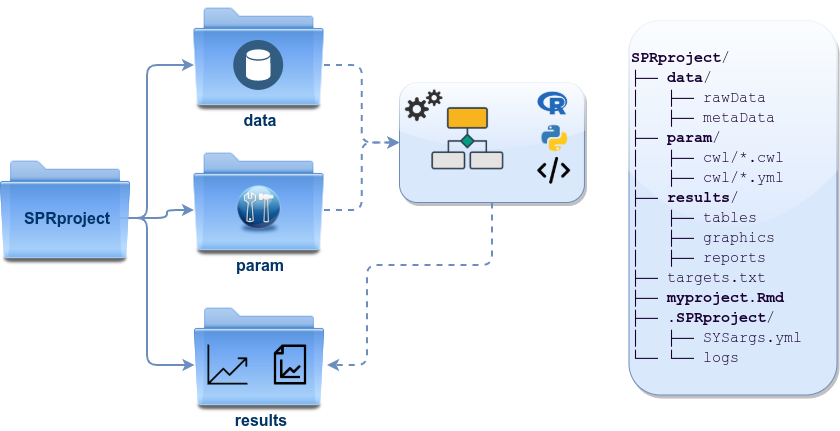 SPRproject
data
param
results
R
</>
SPRproject/
├── data/
│   ├── rawData
│   ├── metaData
├── param/
│   ├── cwl/*.cwl
│   ├── cwl/*.yml
├── results/
│   ├── tables
│   ├── graphics
│   ├── reports
├── targets.txt
├── myproject.Rmd
├── .SPRproject/
│   ├── SYSargs.yml
└── └── logs